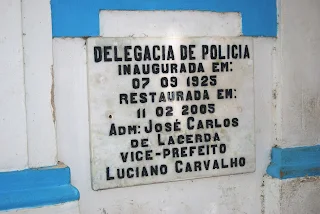 DELEGACIA DE POLICIA
INAUGURADA EM:
07 09 1925
RESTAURADA EM:
11 02 2005
ADM: JOSÉ CARLOS
DE LACERDA
VICE-PREFEITO
LUCIANO CARVALHO